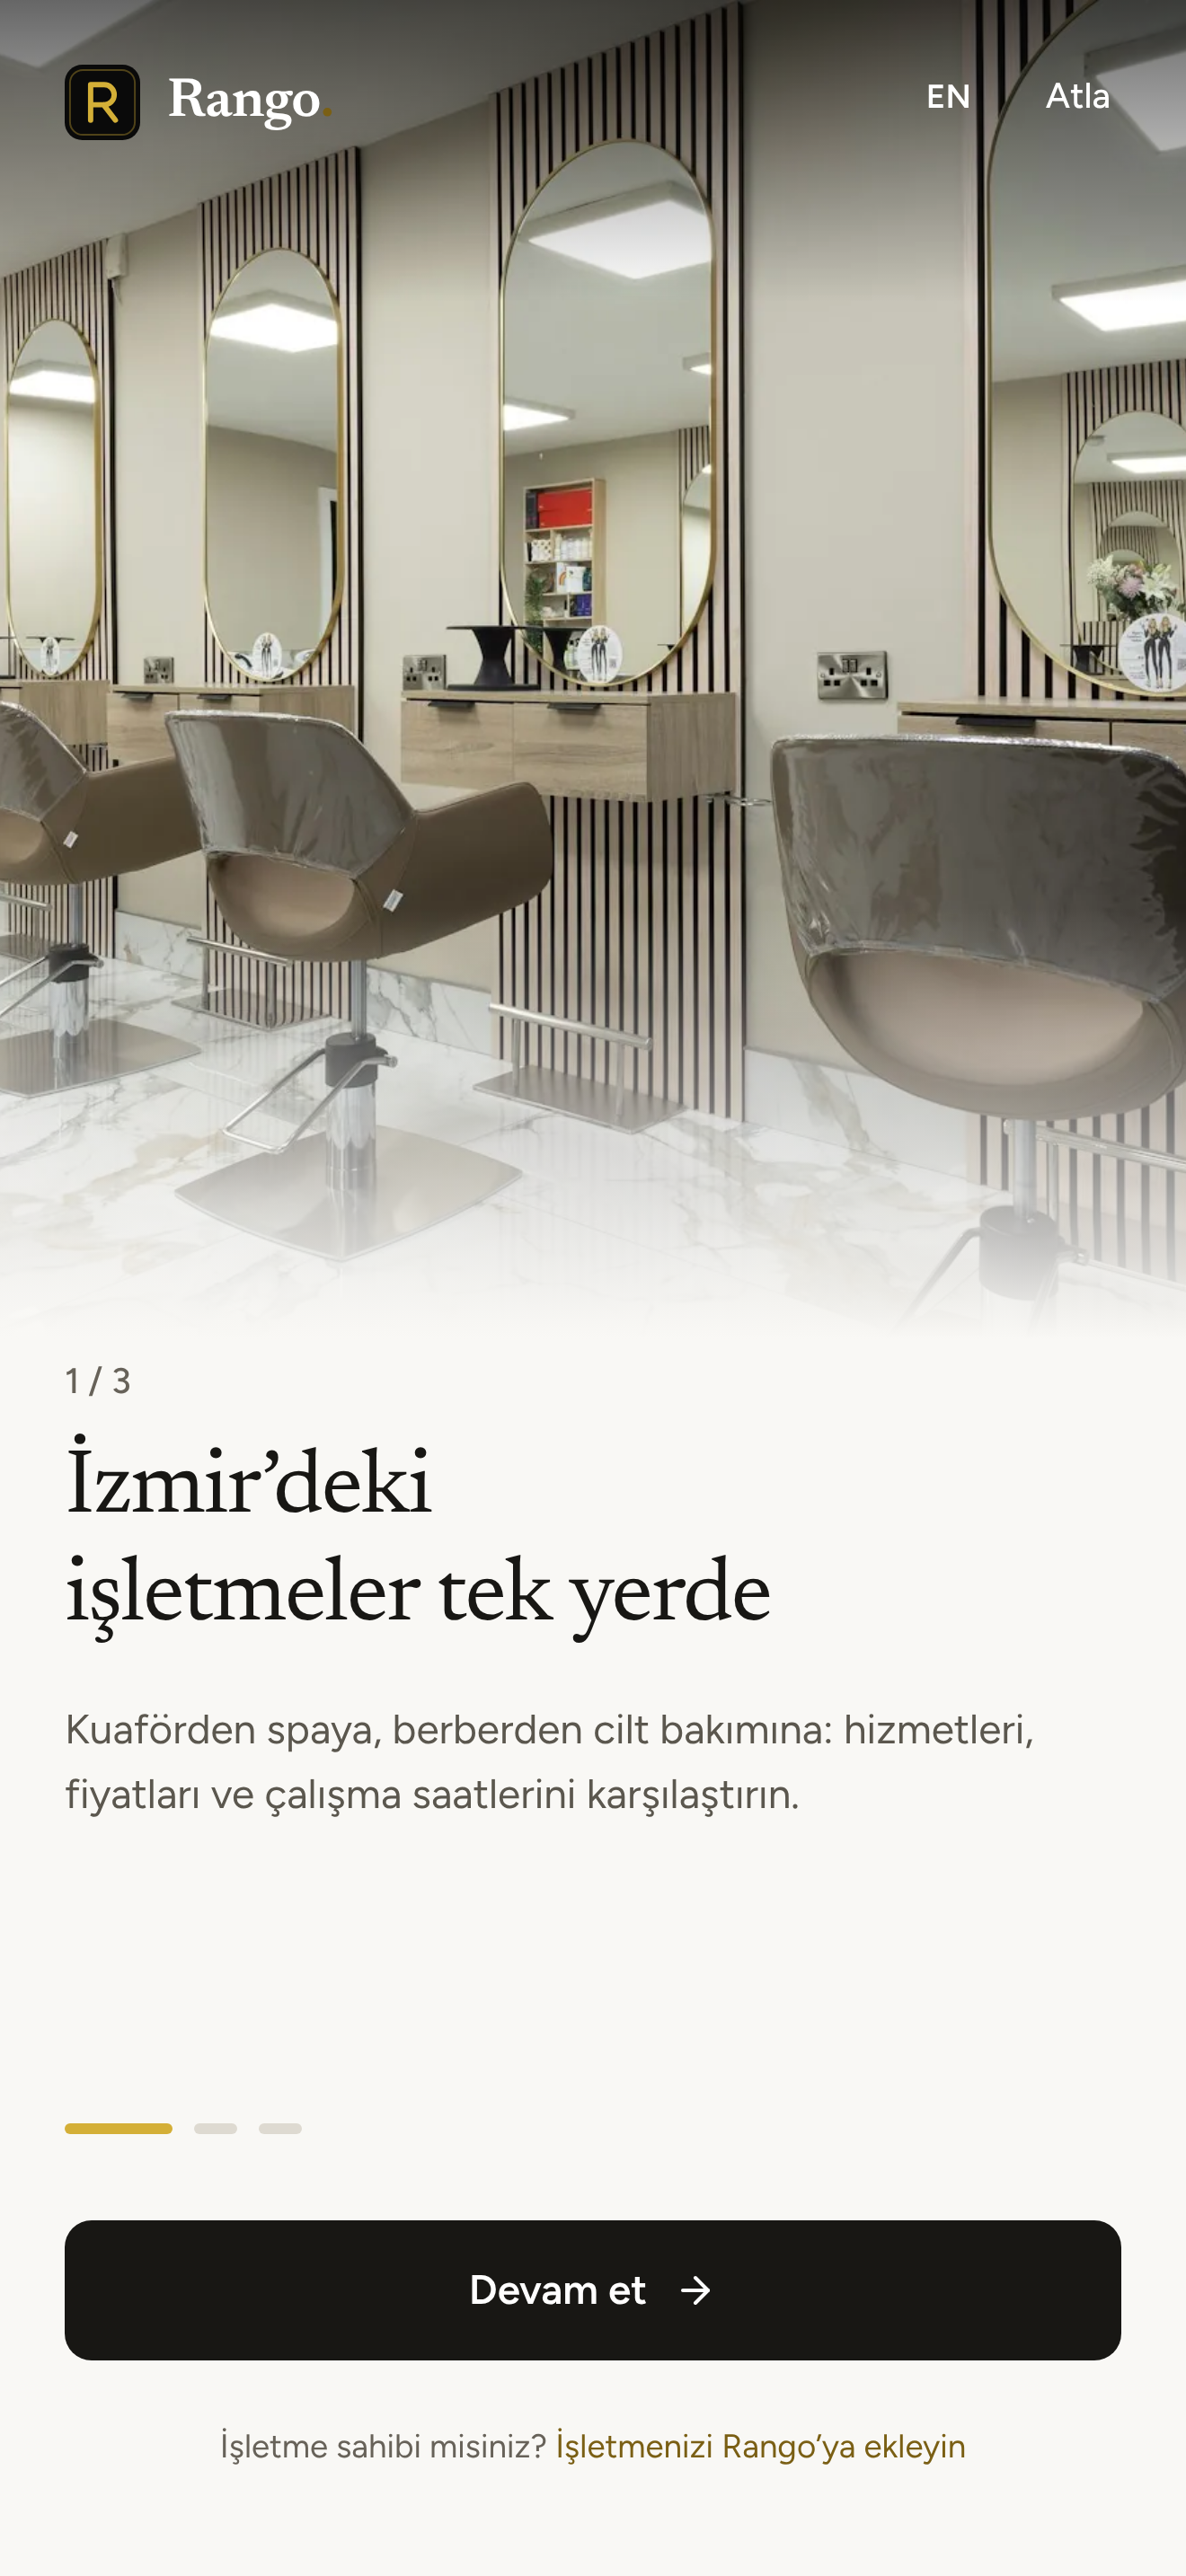 R Rango.
EN Atla
1 / 3
İzmir’deki
işletmeler tek yerde
Kuaförden spaya, berberden cilt bakımına: hizmetleri,
fiyatları ve çalışma saatlerini karşılaştırın.
Devam et →
İşletme sahibi misiniz? İşletmenizi Rango’ya ekleyin